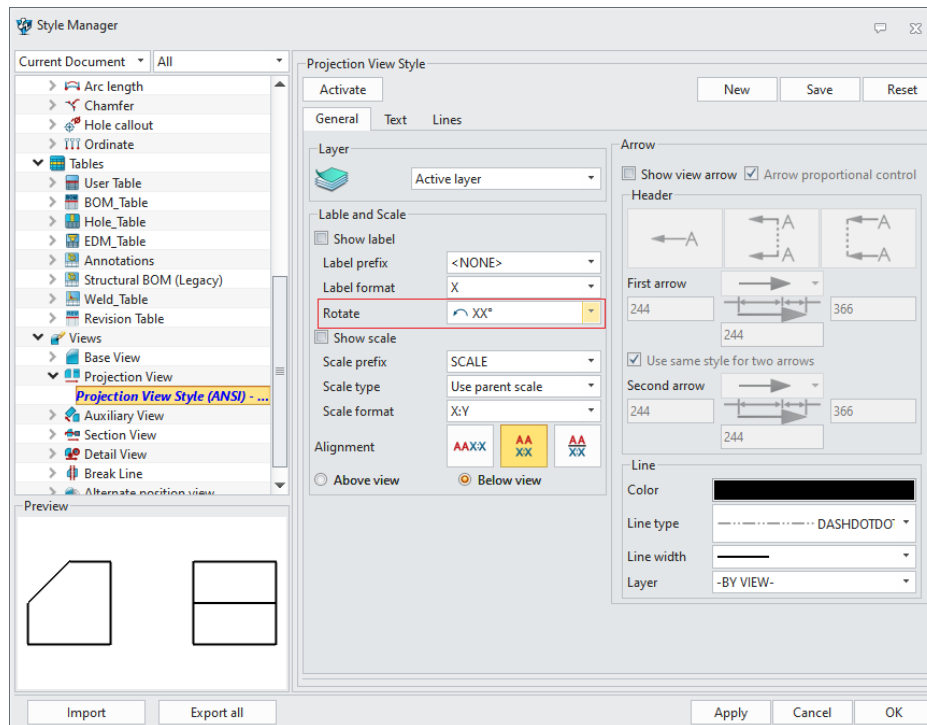 Style Manager
Current Document
All
Arc length
Chamfer
Hole callout
Ordinate
Tables
User Table
BOM_Table
Hole_Table
EDM_Table
Annotations
Structural BOM (Legacy)
Weld_Table
Revision Table
Views
Base View
Projection View
Projection View Style (ANSI) - ...
Auxiliary View
Section View
Detail View
Break Line
Alternate position view
Preview
Import
Export all
Projection View Style
Activate
New
Save
Reset
General
Text
Lines
Layer
Active layer
Lable and Scale
Show label
Label prefix
<NONE>
Label format
X
Rotate
XX°
Show scale
Scale prefix
SCALE
Scale type
Use parent scale
Scale format
X:Y
Alignment
AAX:X
AA
X:X
AA
X:X
Above view
Below view
Arrow
Show view arrow
Arrow proportional control
Header
A
A
A
A
A
First arrow
244
366
244
Use same style for two arrows
Second arrow
244
366
244
Line
Color
Line type
DASHDOTDOT
Line width
Layer
-BY VIEW-
Apply
Cancel
OK